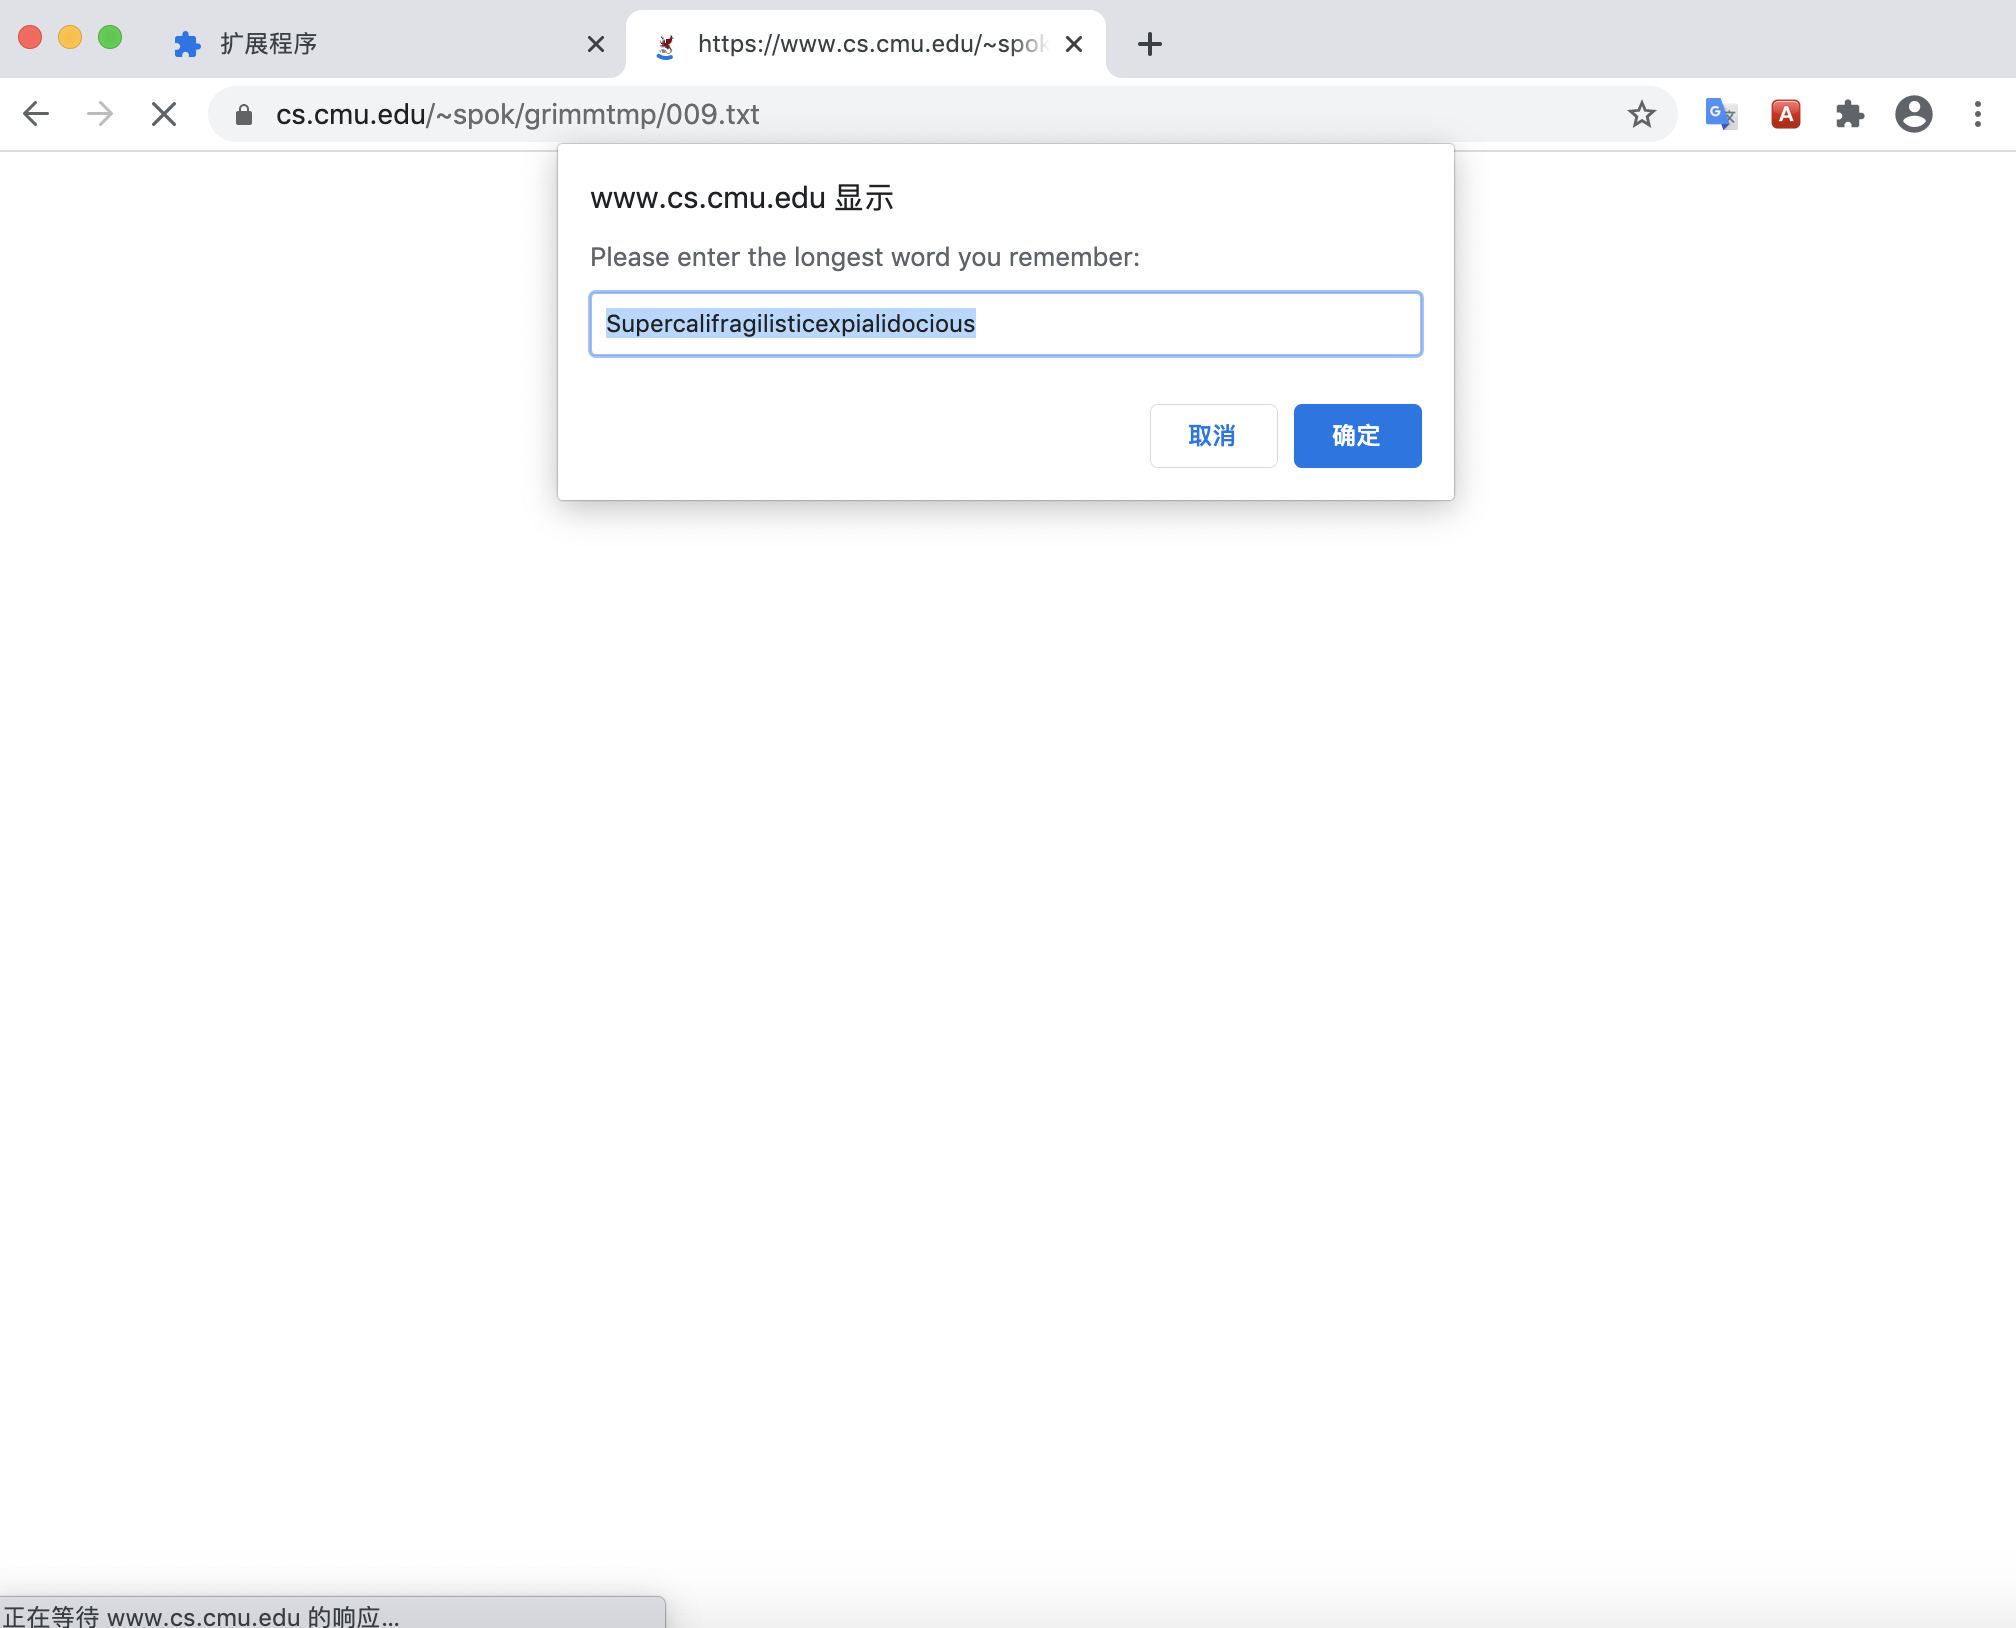 扩展程序
https://www.cs.cmu.edu/~spok
cs.cmu.edu/~spok/grimmtmp/009.txt
G 文 A
www.cs.cmu.edu 显示
Please enter the longest word you remember:
Supercalifragilisticexpialidocious
取消 确定
正在等待 www.cs.cmu.edu 的响应...